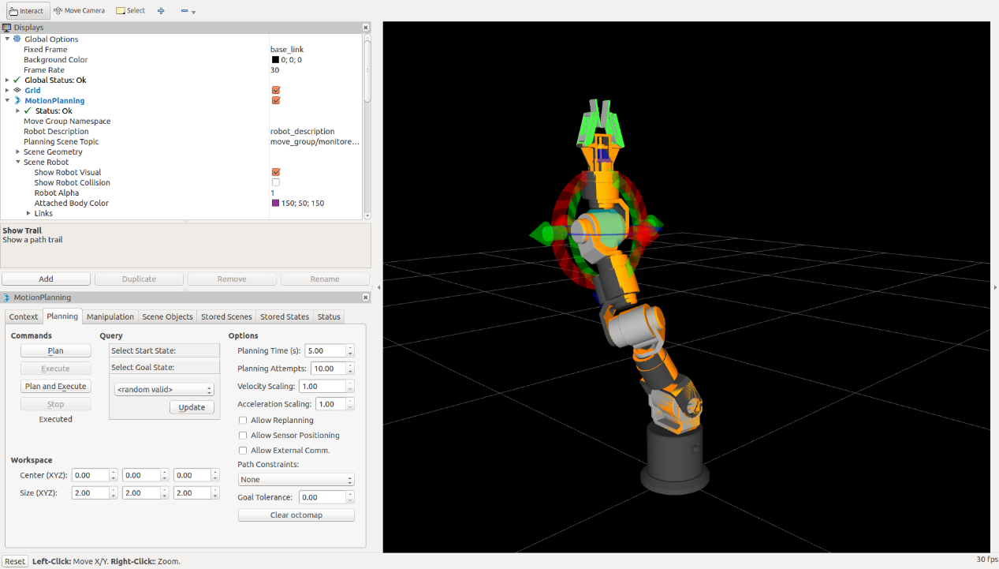 Interact Move Camera Select
Displays
Global Options
Fixed Frame base_link
Background Color 0; 0; 0
Frame Rate 30
Global Status: Ok
Grid
MotionPlanning
Status: Ok
Move Group Namespace
Robot Description robot_description
Planning Scene Topic move_group/monitore...
Scene Geometry
Scene Robot
Show Robot Visual
Show Robot Collision
Robot Alpha 1
Attached Body Color 150; 50; 150
Links
Show Trail
Show a path trail
Add Duplicate Remove Rename
MotionPlanning
Context Planning Manipulation Scene Objects Stored Scenes Stored States Status
Commands Query Options
Plan Select Start State: Planning Time (s): 5.00
Execute Select Goal State: Planning Attempts: 10.00
Plan and Execute <random valid> Velocity Scaling: 1.00
Stop Update Acceleration Scaling: 1.00
Executed Allow Replanning
Allow Sensor Positioning
Allow External Comm.
Workspace Path Constraints:
Center (XYZ): 0.00 0.00 0.00 None
Size (XYZ): 2.00 2.00 2.00 Goal Tolerance: 0.00
Clear octomap
Reset Left-Click: Move X/Y. Right-Click:: Zoom. 30 fps